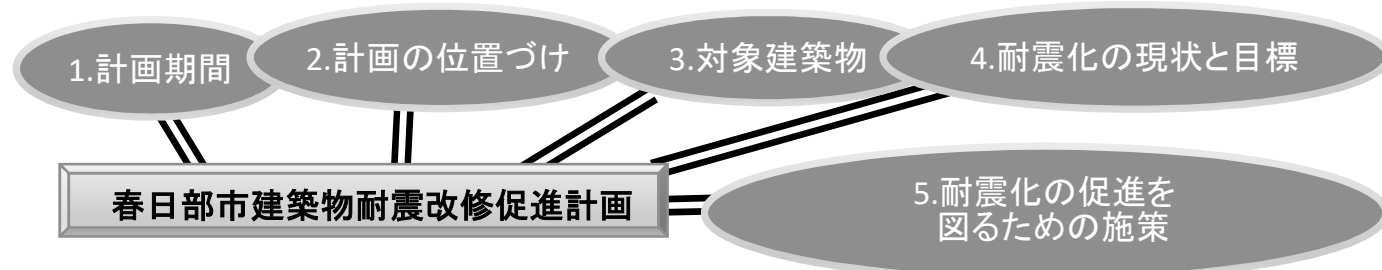 1.計画期間
2.計画の位置づけ
3.対象建築物
4.耐震化の現状と目標
春日部市建築物耐震改修促進計画
5.耐震化の促進を
図るための施策